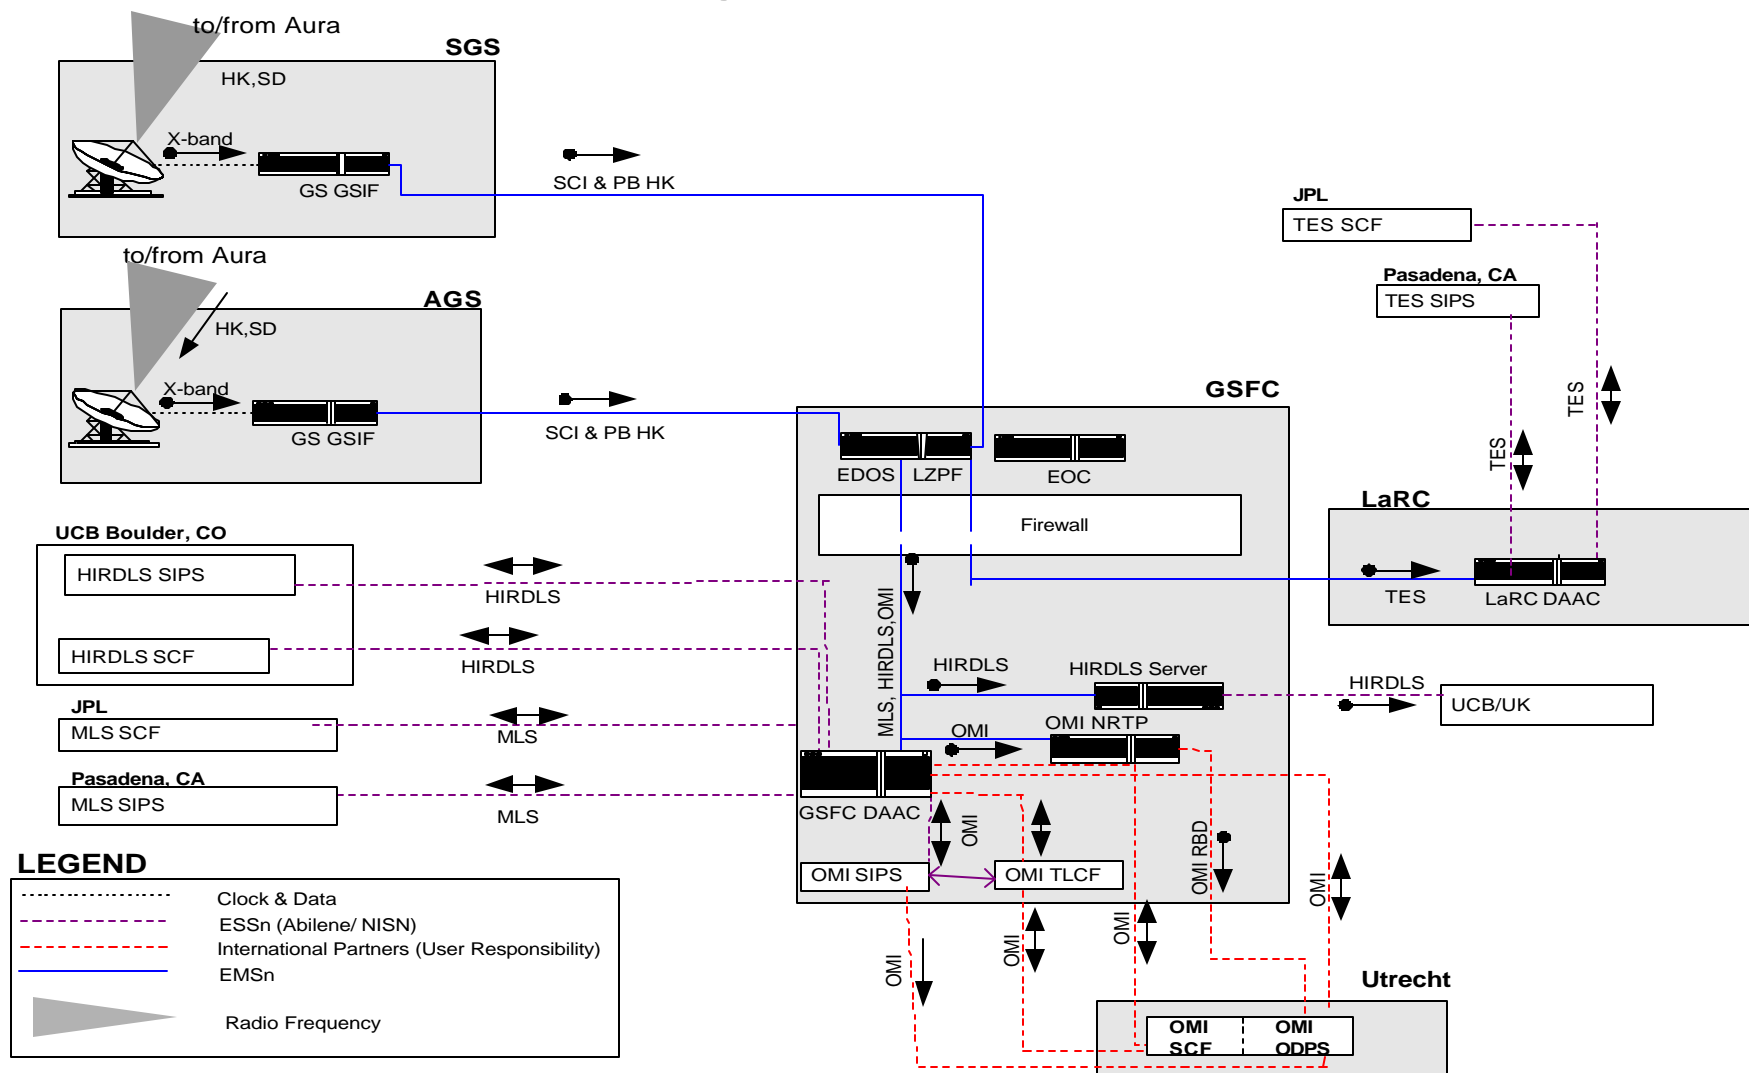 to/from Aura
SGS
HK,SD
X-band
GS GSIF
SCI & PB HK
to/from Aura
AGS
HK,SD
X-band
GS GSIF
SCI & PB HK
JPL
TES SCF
Pasadena, CA
TES SIPS
TES
TES
GSFC
EDOS
LZPF
EOC
Firewall
LaRC
TES
LaRC DAAC
UCB Boulder, CO
HIRDLS SIPS
HIRDLS
HIRDLS SCF
HIRDLS
JPL
MLS SCF
MLS
Pasadena, CA
MLS SIPS
MLS
MLS, HIRDLS,OMI
HIRDLS
HIRDLS Server
HIRDLS
UCB/UK
OMI
OMI NRTP
GSFC DAAC
OMI
OMI RBD
OMI SIPS
OMI TLCF
OMI
OMI
OMI
OMI
Utrecht
OMI
SCF
OMI
ODPS
LEGEND
Clock & Data
ESSn (Abilene/ NISN)
International Partners (User Responsibility)
EMSn
Radio Frequency